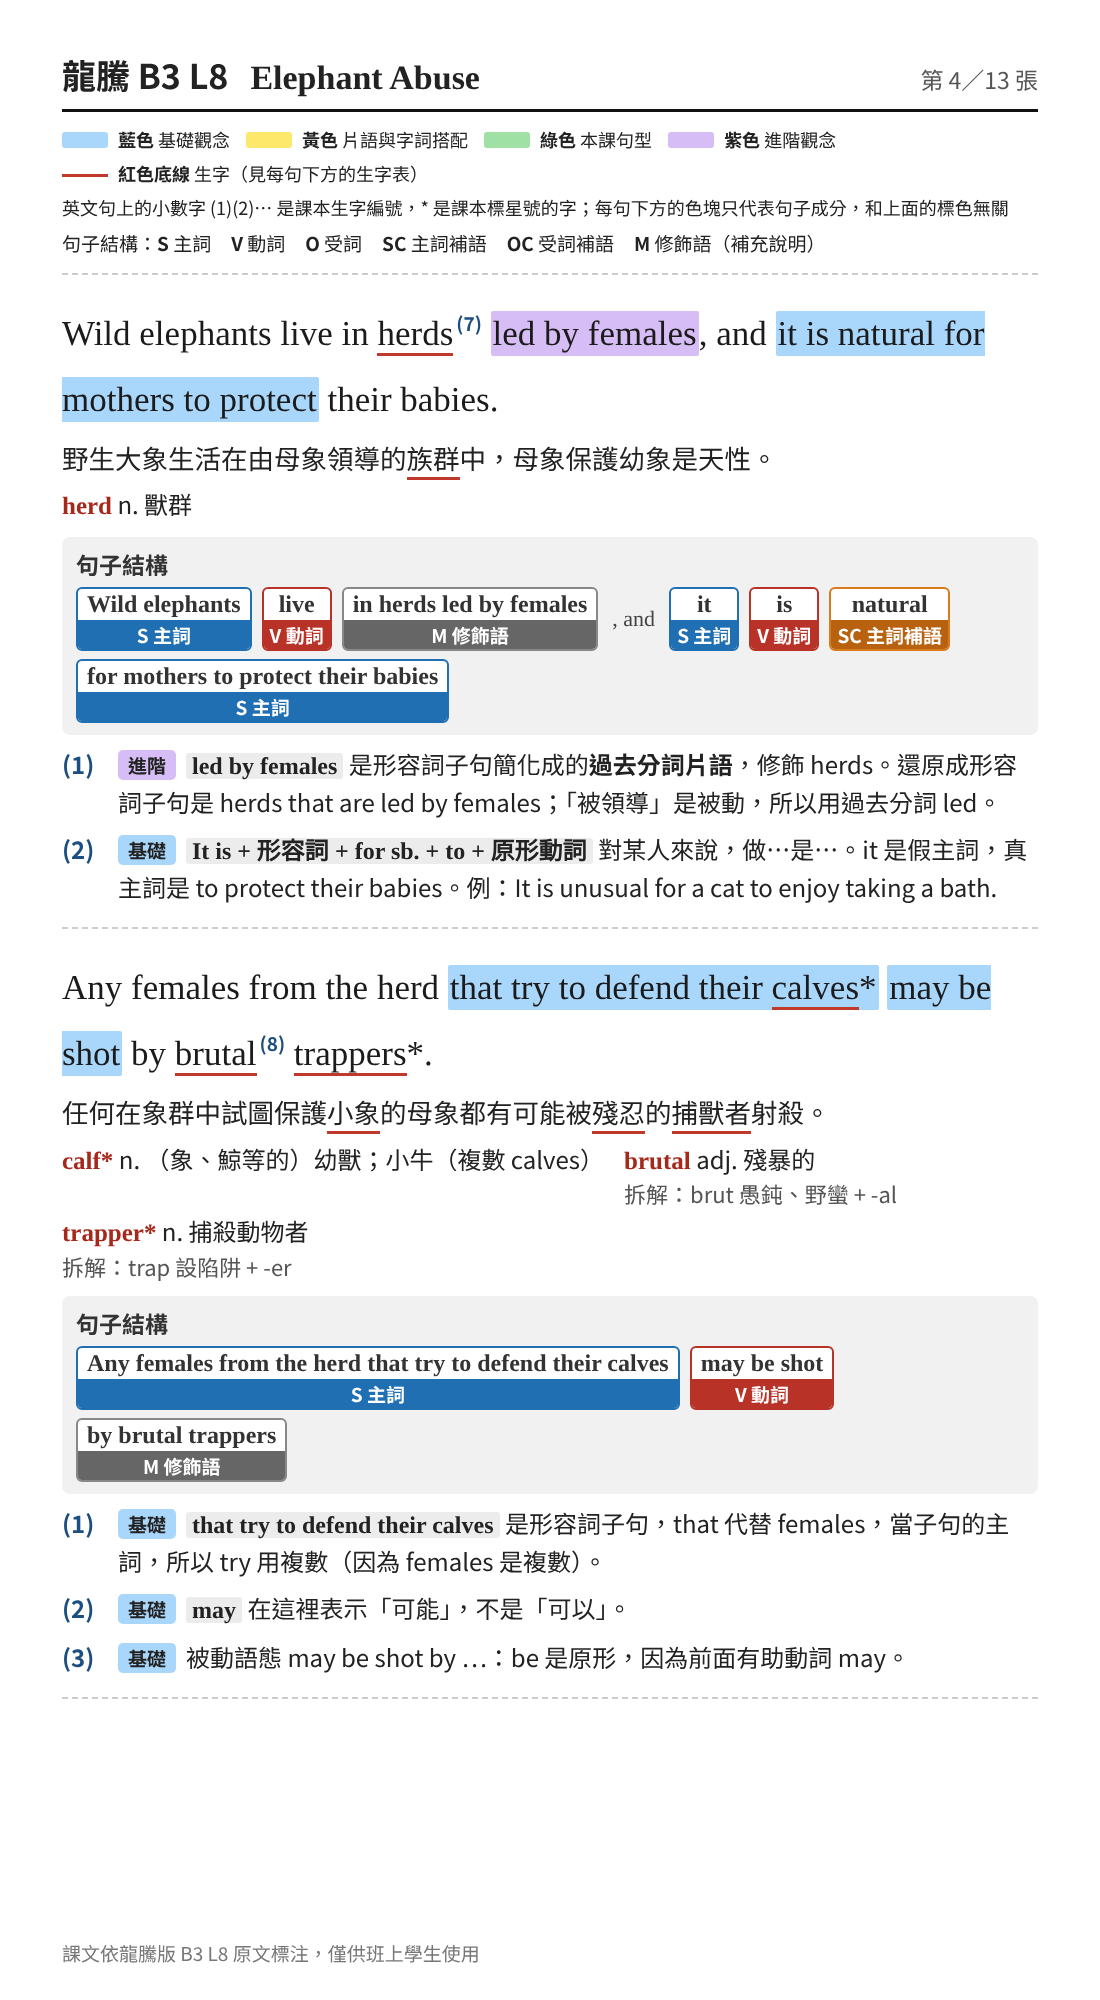 龍騰 B3 L8 Elephant Abuse
第 4／13 張
藍色 基礎觀念 黃色 片語與字詞搭配 綠色 本課句型 紫色 進階觀念
紅色底線 生字（見每句下方的生字表）
英文句上的小數字 (1)(2)⋯ 是課本生字編號，* 是課本標星號的字；每句下方的色塊只代表句子成分，和上面的標色無關
句子結構：S 主詞 V 動詞 O 受詞 SC 主詞補語 OC 受詞補語 M 修飾語（補充說明）
Wild elephants live in herds(7) led by females, and it is natural for
mothers to protect their babies.
野生大象生活在由母象領導的族群中，母象保護幼象是天性。
herd n. 獸群
句子結構
Wild elephants live in herds led by females , and it is natural
S 主詞 V 動詞 M 修飾語 S 主詞 V 動詞 SC 主詞補語
for mothers to protect their babies
S 主詞
(1) 進階 led by females 是形容詞子句簡化成的過去分詞片語，修飾 herds。還原成形容
詞子句是 herds that are led by females；「被領導」是被動，所以用過去分詞 led。
(2) 基礎 It is + 形容詞 + for sb. + to + 原形動詞 對某人來說，做⋯是⋯。it 是假主詞，真
主詞是 to protect their babies。例：It is unusual for a cat to enjoy taking a bath.
Any females from the herd that try to defend their calves* may be
shot by brutal(8) trappers*.
任何在象群中試圖保護小象的母象都有可能被殘忍的捕獸者射殺。
calf* n. （象、鯨等的）幼獸；小牛（複數 calves） brutal adj. 殘暴的
拆解：brut 愚鈍、野蠻 + -al
trapper* n. 捕殺動物者
拆解：trap 設陷阱 + -er
句子結構
Any females from the herd that try to defend their calves may be shot
S 主詞 V 動詞
by brutal trappers
M 修飾語
(1) 基礎 that try to defend their calves 是形容詞子句，that 代替 females，當子句的主
詞，所以 try 用複數（因為 females 是複數）。
(2) 基礎 may 在這裡表示「可能」，不是「可以」。
(3) 基礎 被動語態 may be shot by …：be 是原形，因為前面有助動詞 may。
課文依龍騰版 B3 L8 原文標注，僅供班上學生使用